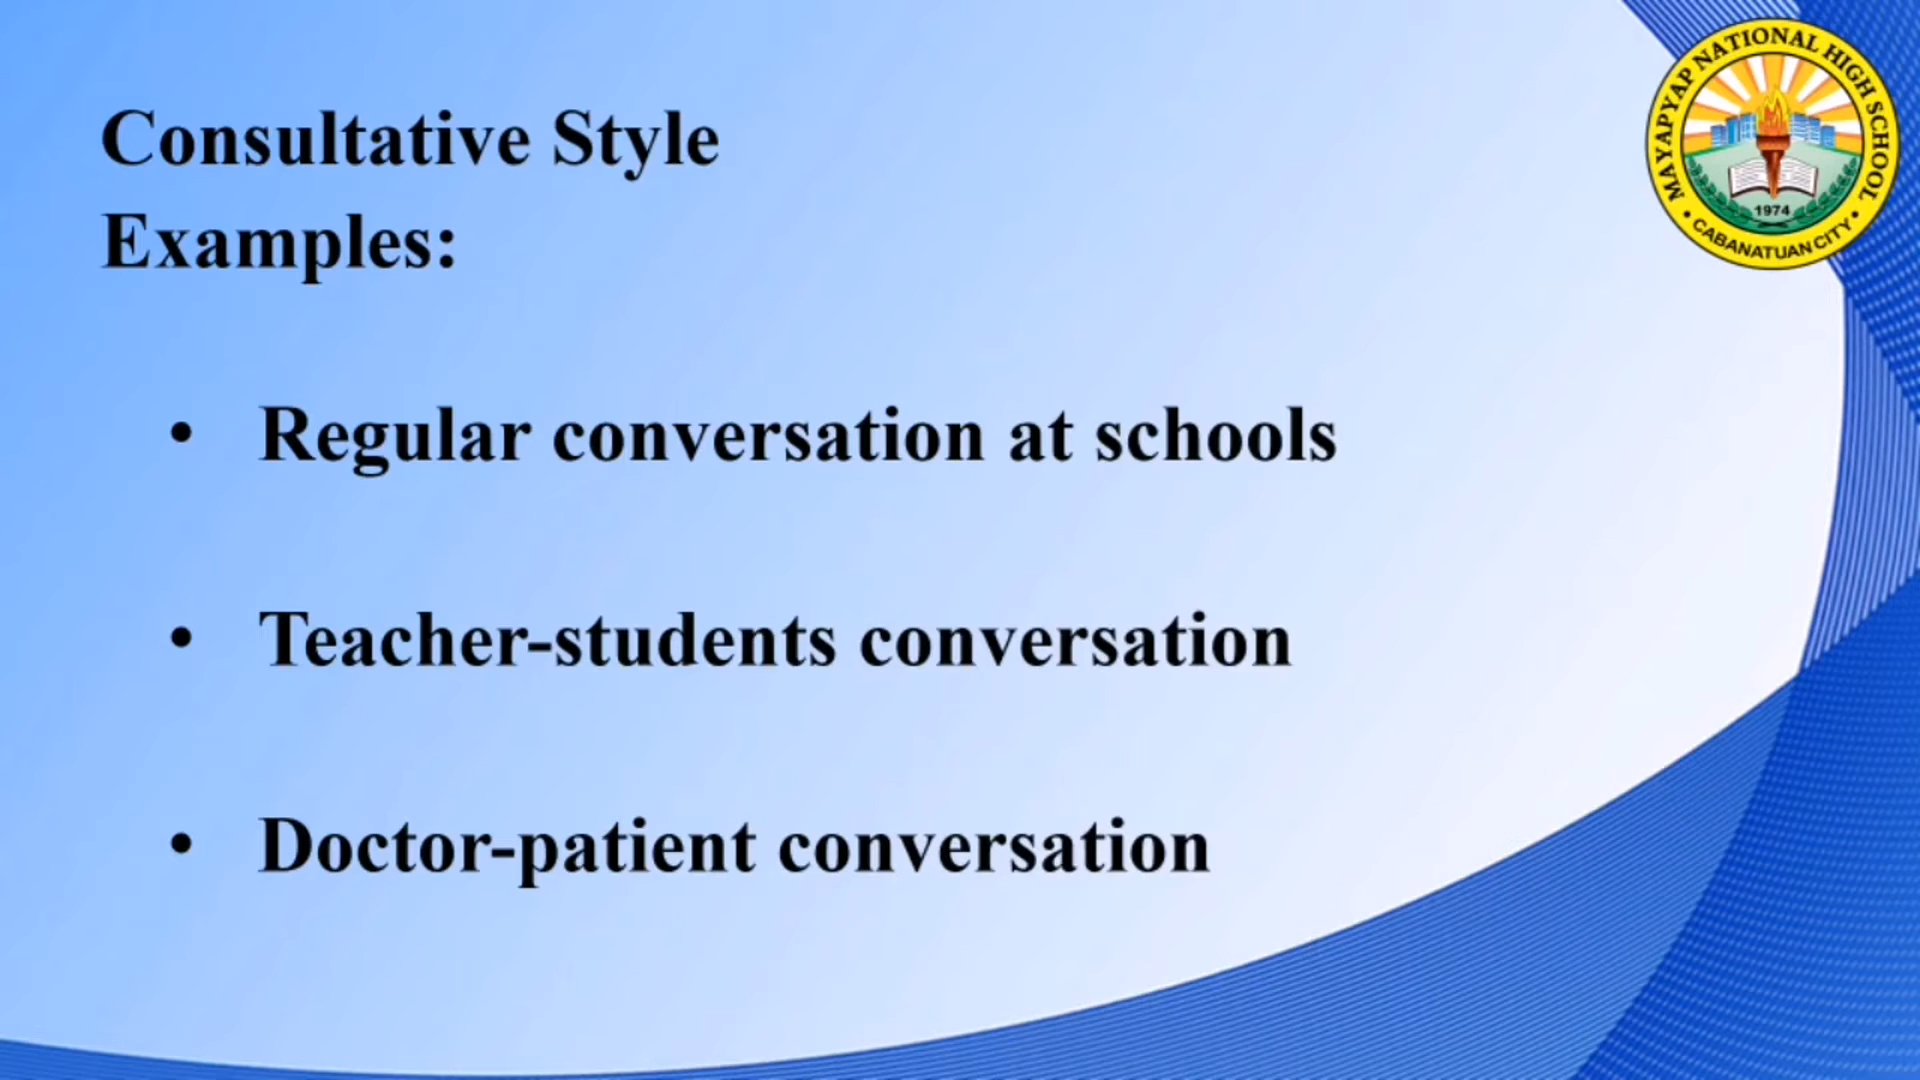 Consultative Style
Examples:
• Regular conversation at schools
• Teacher-students conversation
• Doctor-patient conversation
MAYAPYAP NATIONAL HIGH SCHOOL
1974
• CABANATUAN CITY •